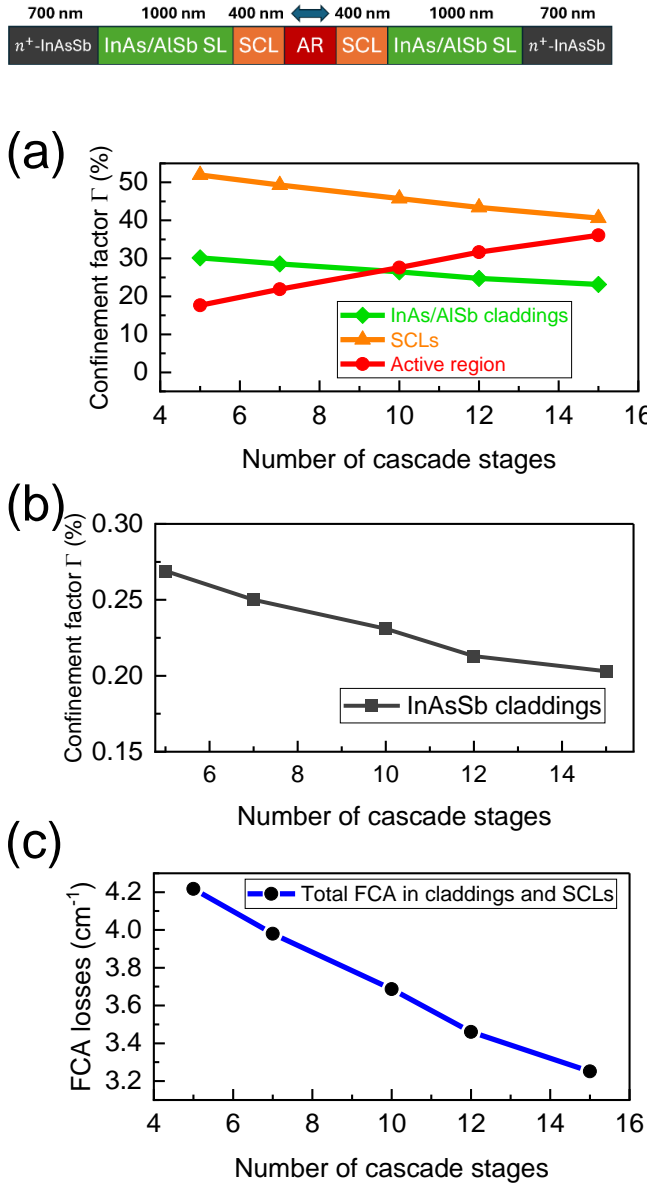 700 nm 1000 nm 400 nm 400 nm 1000 nm 700 nm
n⁺-InAsSb InAs/AlSb SL SCL AR SCL InAs/AlSb SL n⁺-InAsSb
(a)
Confinement factor Γ (%)
50
40
30
20
10
0
InAs/AlSb claddings
SCLs
Active region
4 6 8 10 12 14 16
Number of cascade stages
(b)
Confinement factor Γ (%)
0.30
0.25
0.20
0.15
InAsSb claddings
6 8 10 12 14
Number of cascade stages
(c)
FCA losses (cm⁻¹)
4.2
4.0
3.8
3.6
3.4
3.2
Total FCA in claddings and SCLs
4 6 8 10 12 14 16
Number of cascade stages